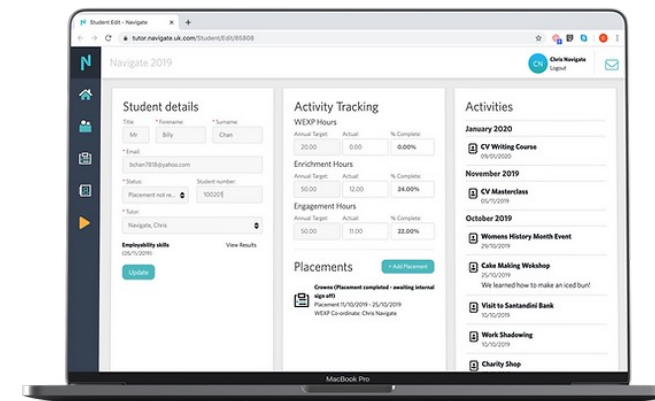 Student Edit - Navigate
tutor.navigate.uk.com/Student/Edit/85808
N
Navigate 2019
CN
Chris Navigate
Logout
Student details
Title: * Forename: * Surname:
Mr Billy Chan
* Email:
bchan7818@yahoo.com
* Status: Student number:
Placement not re... 100201
* Tutor:
Navigate, Chris
Employability skills View Results
(05/11/2019)
Update
Activity Tracking
WEXP Hours
Annual Target: Actual: % Complete:
20.00 0.00 0.00%
Enrichment Hours
Annual Target: Actual: % Complete:
50.00 12.00 24.00%
Engagement Hours
Annual Target: Actual: % Complete:
50.00 11.00 22.00%
Placements
+ Add Placement
Crowns (Placement completed - awaiting internal
sign off)
Placement 11/10/2019 - 25/10/2019
WEXP Co-ordinate: Chris Navigate
Activities
January 2020
CV Writing Course
09/01/2020
November 2019
CV Masterclass
05/11/2019
October 2019
Womens History Month Event
29/10/2019
Cake Making Wokshop
25/10/2019
We learned how to make an iced bun!
Visit to Santandini Bank
10/10/2019
Work Shadowing
10/10/2019
Charity Shop
MacBook Pro